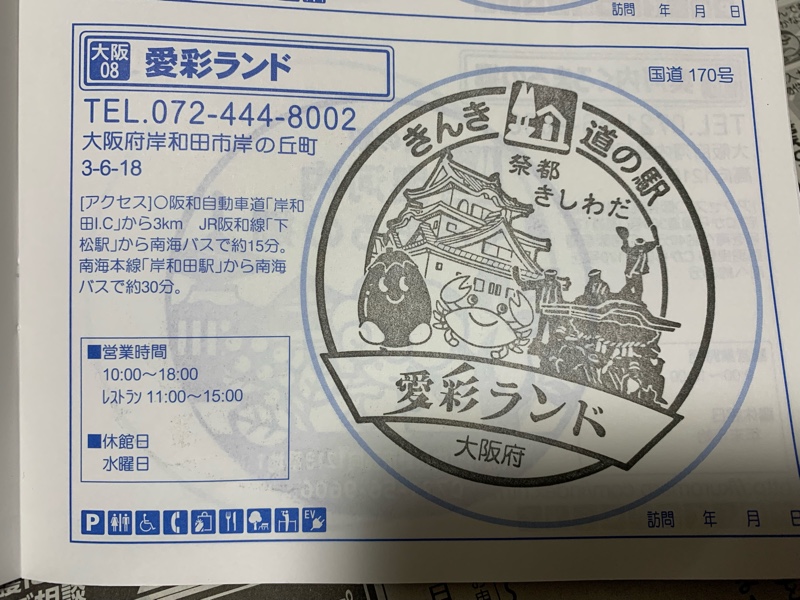 訪問 年 月 日
大阪
08
愛彩ランド
国道170号
TEL.072-444-8002
大阪府岸和田市岸の丘町
3-6-18
[アクセス]○阪和自動車道「岸和
田I.C」から3km JR阪和線「下
松駅」から南海バスで約15分。
南海本線「岸和田駅」から南海
バスで約30分。
■営業時間
10:00〜18:00
ﾚｽﾄﾗﾝ 11:00〜15:00
■休館日
水曜日
きんき 道の駅
祭都
きしわだ
愛彩ランド
大阪府
P
EV
訪問 年 月 日
ご相談